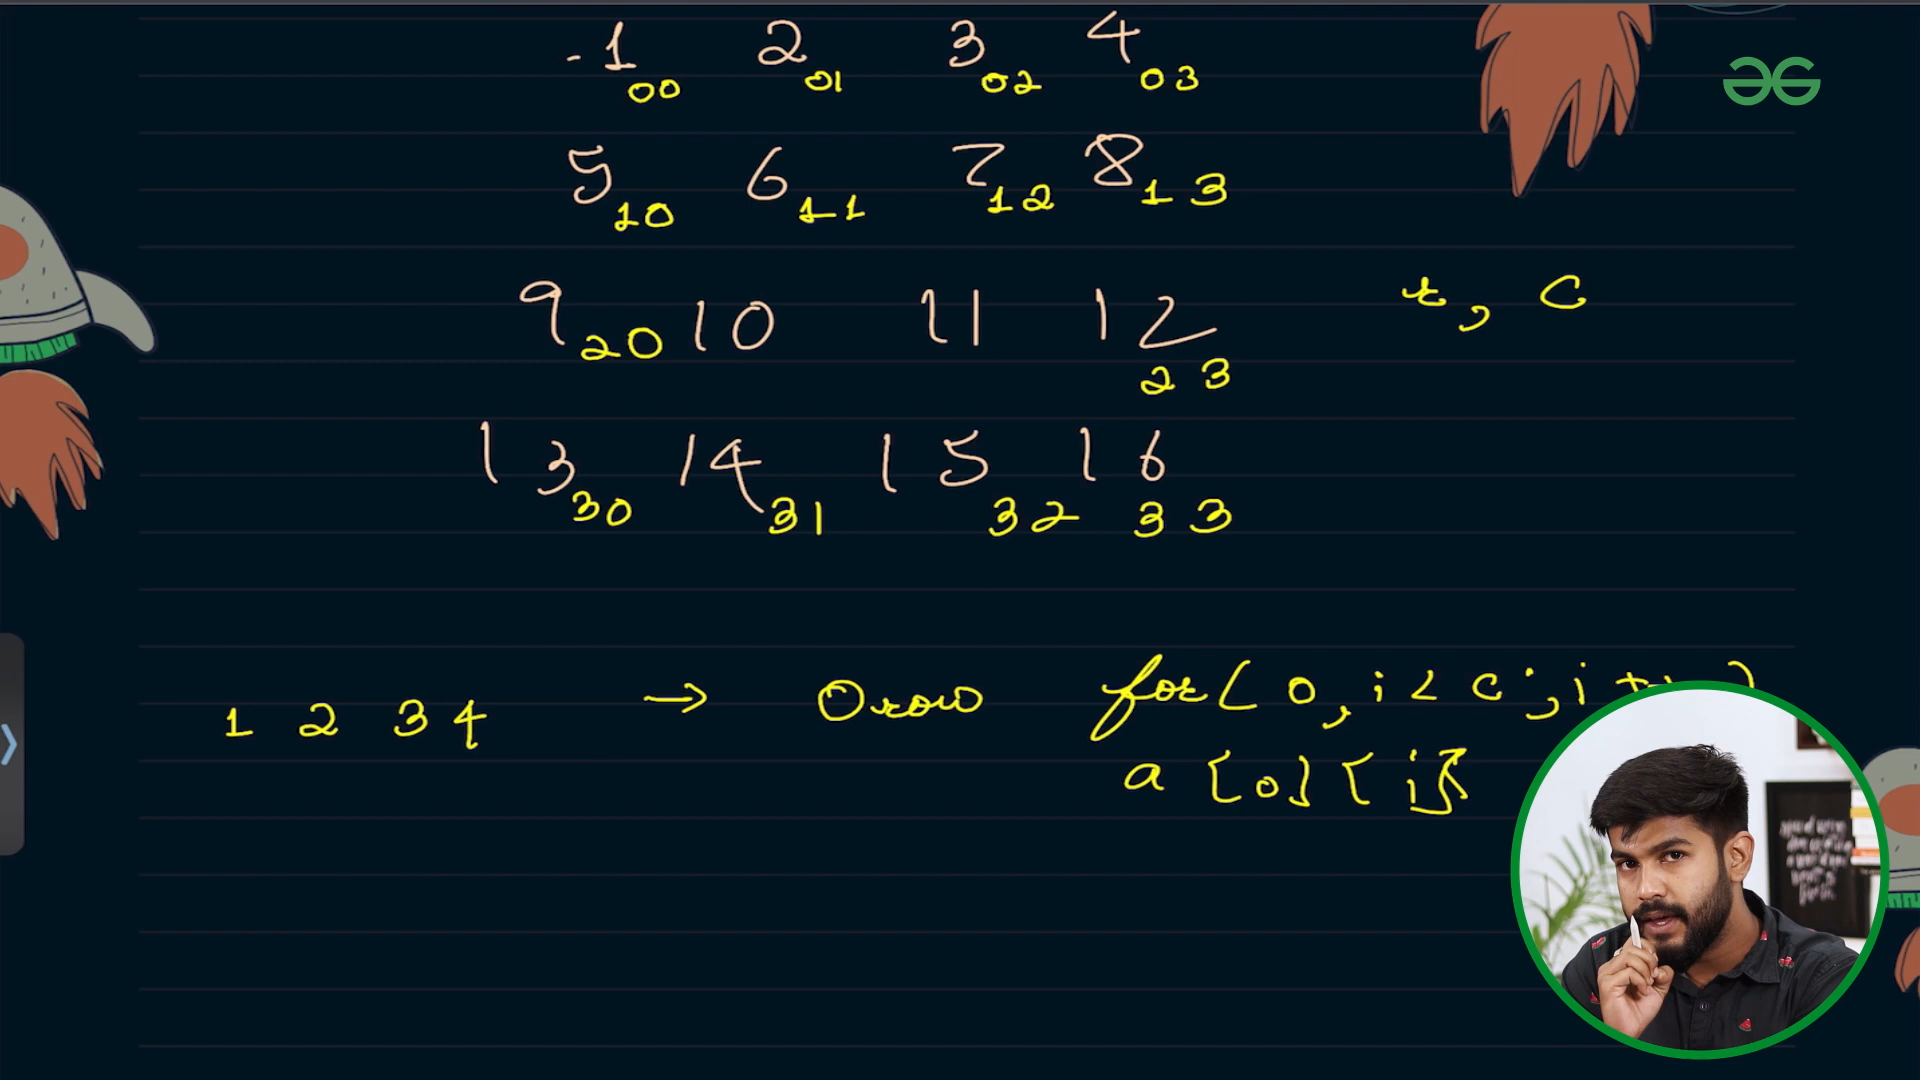 - 1 2 3 4
00 01 02 03
5 6 7 8
10 11 12 13
9 10 11 12
20 23
r, c
13 14 15 16
30 31 32 33
1 2 3 4 → 0 row for( 0, i < c ; i ++ )
a [0] [ i ]